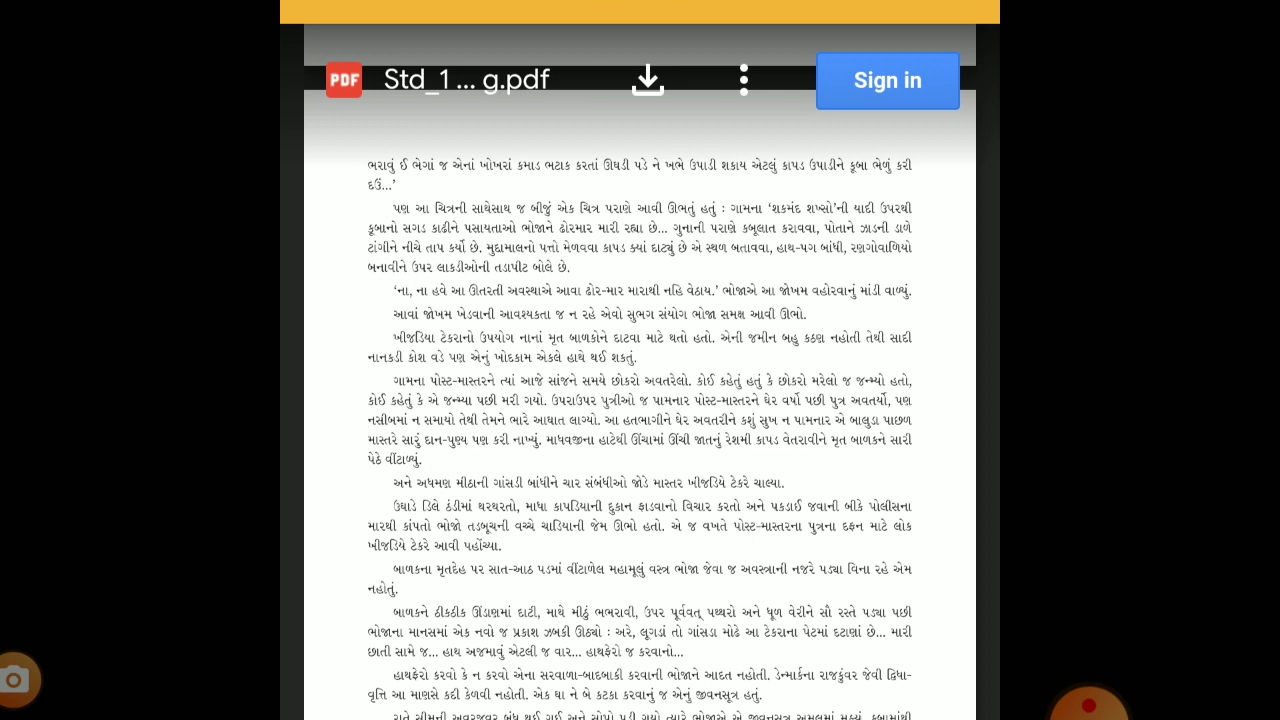 PDF Std_1 ... g.pdf Sign in
ભરાવું ઈ ભેગાં જ એનાં ખોખરાં કમાડ ભટાક કરતાં ઊઘડી પડે ને ખભે ઉપાડી શકાય એટલું કાપડ ઉપાડીને કૂબા ભેળું કરી
દઉં...’
પણ આ ચિત્રની સાથેસાથ જ બીજું એક ચિત્ર પરાણે આવી ઊભતું હતું : ગામના ‘શકમંદ શખ્સો’ની યાદી ઉપરથી
કૂબાનો સગડ કાઢીને પસાયતાઓ ભોજાને ઢોરમાર મારી રહ્યા છે... ગુનાની પરાણે કબૂલાત કરાવવા, પોતાને ઝાડની ડાળે
ટાંગીને નીચે તાપ કર્યો છે. મુદ્દામાલનો પત્તો મેળવવા કાપડ ક્યાં દાટ્યું છે એ સ્થળ બતાવવા, હાથ-પગ બાંધી, રણગોવાળિયો
બનાવીને ઉપર લાકડીઓની તડાપીટ બોલે છે.
‘ના, ના હવે આ ઊતરતી અવસ્થાએ આવા ઢોર-માર મારાથી નહિ વેઠાય.’ ભોજાએ આ જોખમ વહોરવાનું માંડી વાળ્યું.
આવાં જોખમ ખેડવાની આવશ્યકતા જ ન રહે એવો સુભગ સંયોગ ભોજા સમક્ષ આવી ઊભો.
ખીજડિયા ટેકરાનો ઉપયોગ નાનાં મૃત બાળકોને દાટવા માટે થતો હતો. એની જમીન બહુ કઠણ નહોતી તેથી સાદી
નાનકડી કોશ વડે પણ એનું ખોદકામ એકલે હાથે થઈ શકતું.
ગામના પોસ્ટ-માસ્તરને ત્યાં આજે સાંજને સમયે છોકરો અવતરેલો. કોઈ કહેતું હતું કે છોકરો મરેલો જ જન્મ્યો હતો,
કોઈ કહેતું કે એ જન્મ્યા પછી મરી ગયો. ઉપરાઉપર પુત્રીઓ જ પામનાર પોસ્ટ-માસ્તરને ઘેર વર્ષો પછી પુત્ર અવતર્યો, પણ
નસીબમાં ન સમાયો તેથી તેમને ભારે આઘાત લાગ્યો. આ હતભાગીને ઘેર અવતરીને કશું સુખ ન પામનાર એ બાલુડા પાછળ
માસ્તરે સારું દાન-પુણ્ય પણ કરી નાખ્યું. માધવજીના હાટેથી ઊંચામાં ઊંચી જાતનું રેશમી કાપડ વેતરાવીને મૃત બાળકને સારી
પેઠે વીંટાળ્યું.
અને અધમણ મીઠાની ગાંસડી બાંધીને ચાર સંબંધીઓ જોડે માસ્તર ખીજડિયે ટેકરે ચાલ્યા.
ઉઘાડે ડિલે ઠંડીમાં થરથરતો, માધા કાપડિયાની દુકાન ફાડવાનો વિચાર કરતો અને પકડાઈ જવાની બીકે પોલીસના
મારથી કાંપતો ભોજો તડબૂચની વચ્ચે ચાડિયાની જેમ ઊભો હતો. એ જ વખતે પોસ્ટ-માસ્તરના પુત્રના દફન માટે લોક
ખીજડિયે ટેકરે આવી પહોંચ્યા.
બાળકના મૃતદેહ પર સાત-આઠ પડમાં વીંટાળેલ મહામૂલું વસ્ત્ર ભોજા જેવા જ અવસ્ત્રાની નજરે પડ્યા વિના રહે એમ
નહોતું.
બાળકને ઠીકઠીક ઊંડાણમાં દાટી, માથે મીઠું ભભરાવી, ઉપર પૂર્વવત્ પથ્થરો અને ધૂળ વેરીને સૌ રસ્તે પડ્યા પછી
ભોજાના માનસમાં એક નવો જ પ્રકાશ ઝબકી ઊઠ્યો : અરે, લૂગડાં તો ગાંસડા મોઢે આ ટેકરાના પેટમાં દટાણાં છે... મારી
છાતી સામે જ... હાથ અજમાવું એટલી જ વાર... હાથફેરો જ કરવાનો...
હાથફેરો કરવો કે ન કરવો એના સરવાળા-બાદબાકી કરવાની ભોજાને આદત નહોતી. ડેન્માર્કના રાજકુંવર જેવી દ્વિધા-
વૃત્તિ આ માણસે કદી કેળવી નહોતી. એક ઘા ને બે કટકા કરવાનું જ એનું જીવનસૂત્ર હતું.
રાતે સીમની અવરજવર બંધ થઈ ગઈ અને સોપો પડી ગયો ત્યારે ભોજાએ એ જીવનસૂત્ર અમલમાં મૂક્યું. કૂબામાંથી